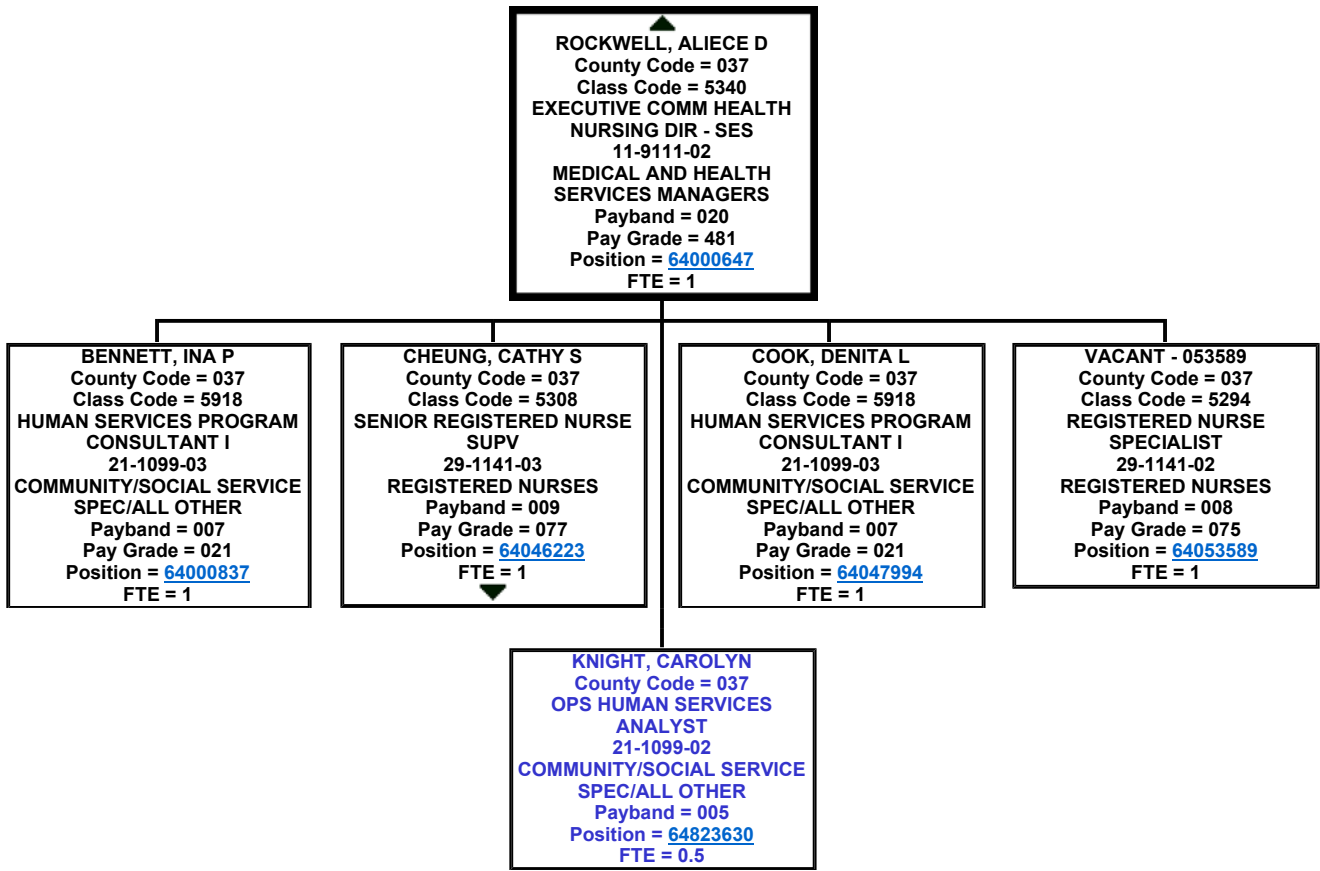 ROCKWELL, ALIECE D
County Code = 037
Class Code = 5340
EXECUTIVE COMM HEALTH
NURSING DIR - SES
11-9111-02
MEDICAL AND HEALTH
SERVICES MANAGERS
Payband = 020
Pay Grade = 481
Position = 64000647
FTE = 1
BENNETT, INA P
County Code = 037
Class Code = 5918
HUMAN SERVICES PROGRAM
CONSULTANT I
21-1099-03
COMMUNITY/SOCIAL SERVICE
SPEC/ALL OTHER
Payband = 007
Pay Grade = 021
Position = 64000837
FTE = 1
CHEUNG, CATHY S
County Code = 037
Class Code = 5308
SENIOR REGISTERED NURSE
SUPV
29-1141-03
REGISTERED NURSES
Payband = 009
Pay Grade = 077
Position = 64046223
FTE = 1
COOK, DENITA L
County Code = 037
Class Code = 5918
HUMAN SERVICES PROGRAM
CONSULTANT I
21-1099-03
COMMUNITY/SOCIAL SERVICE
SPEC/ALL OTHER
Payband = 007
Pay Grade = 021
Position = 64047994
FTE = 1
VACANT - 053589
County Code = 037
Class Code = 5294
REGISTERED NURSE
SPECIALIST
29-1141-02
REGISTERED NURSES
Payband = 008
Pay Grade = 075
Position = 64053589
FTE = 1
KNIGHT, CAROLYN
County Code = 037
OPS HUMAN SERVICES
ANALYST
21-1099-02
COMMUNITY/SOCIAL SERVICE
SPEC/ALL OTHER
Payband = 005
Position = 64823630
FTE = 0.5